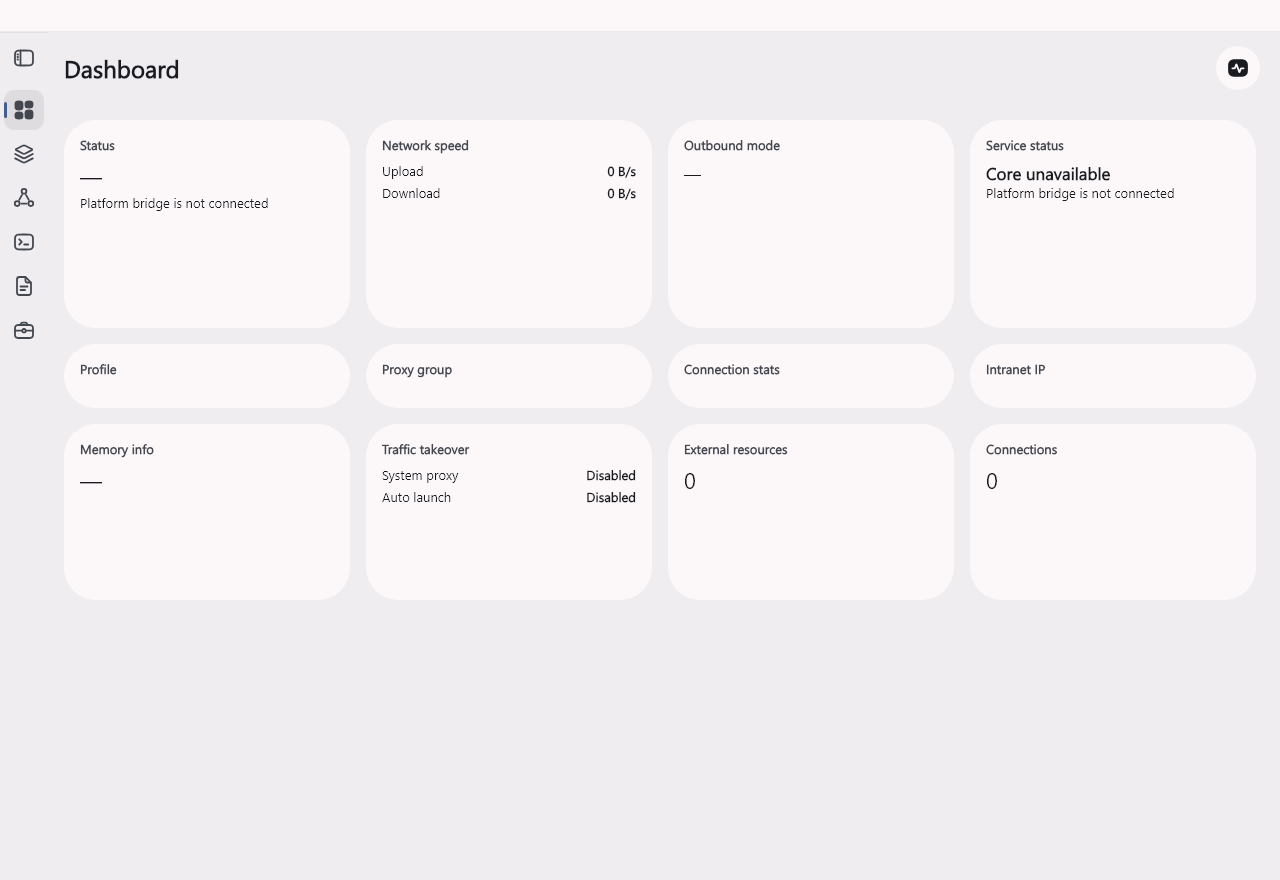 Dashboard
Status
—
Platform bridge is not connected
Network speed
Upload 0 B/s
Download 0 B/s
Outbound mode
—
Service status
Core unavailable
Platform bridge is not connected
Profile
Proxy group
Connection stats
Intranet IP
Memory info
—
Traffic takeover
System proxy Disabled
Auto launch Disabled
External resources
0
Connections
0